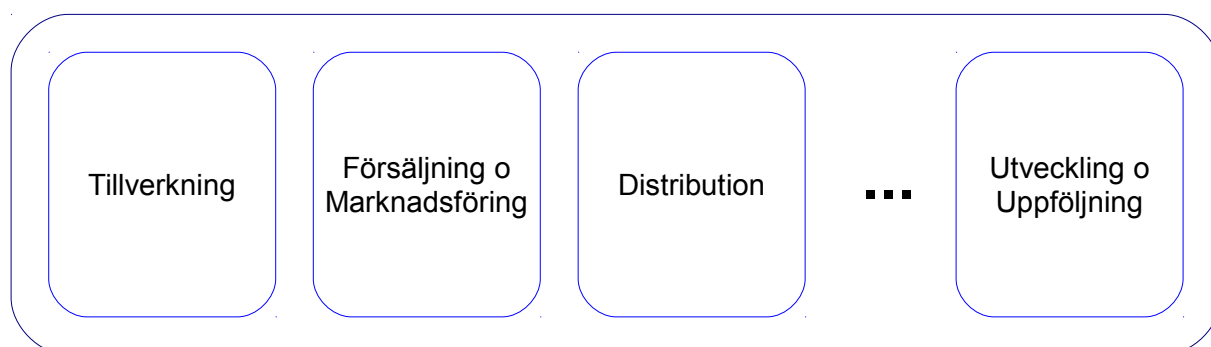 Tillverkning
Försäljning o
Marknadsföring
Distribution
...
Utveckling o
Uppföljning